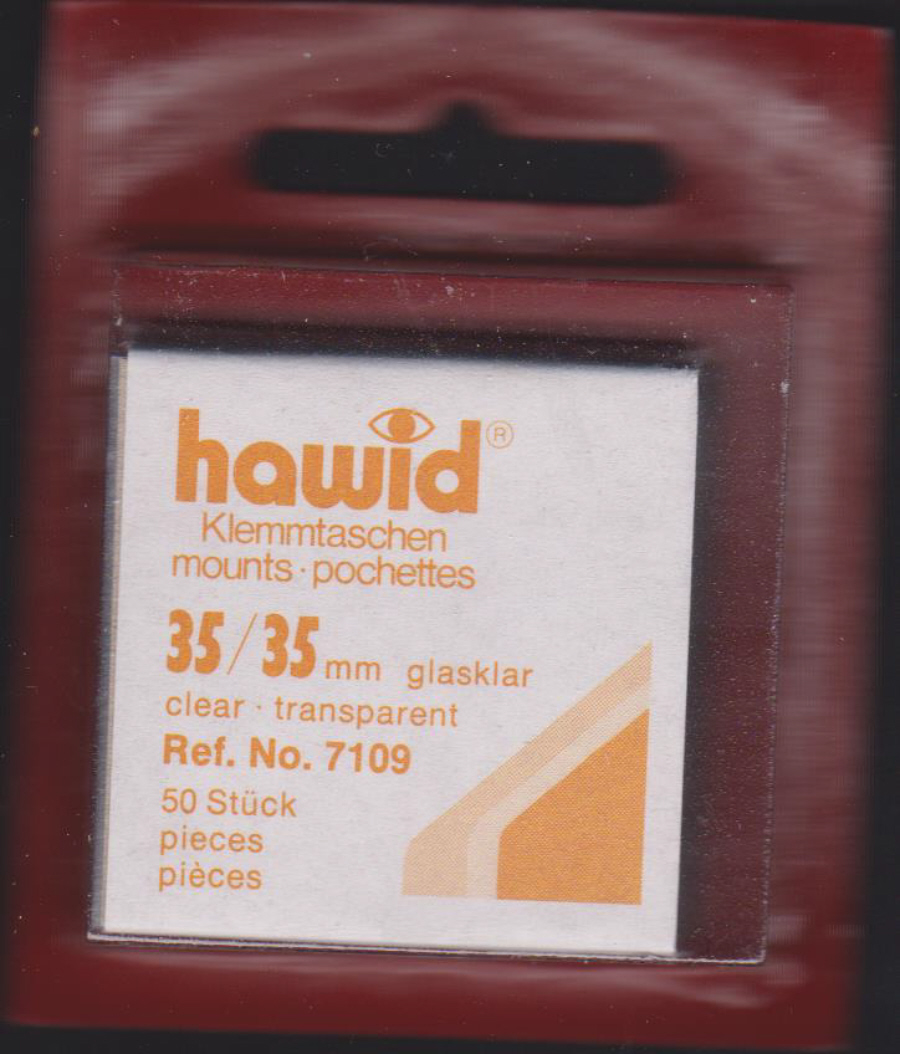 hawid®
Klemmtaschen
mounts · pochettes
35/35 mm glasklar
clear · transparent
Ref. No. 7109
50 Stück
pieces
pièces